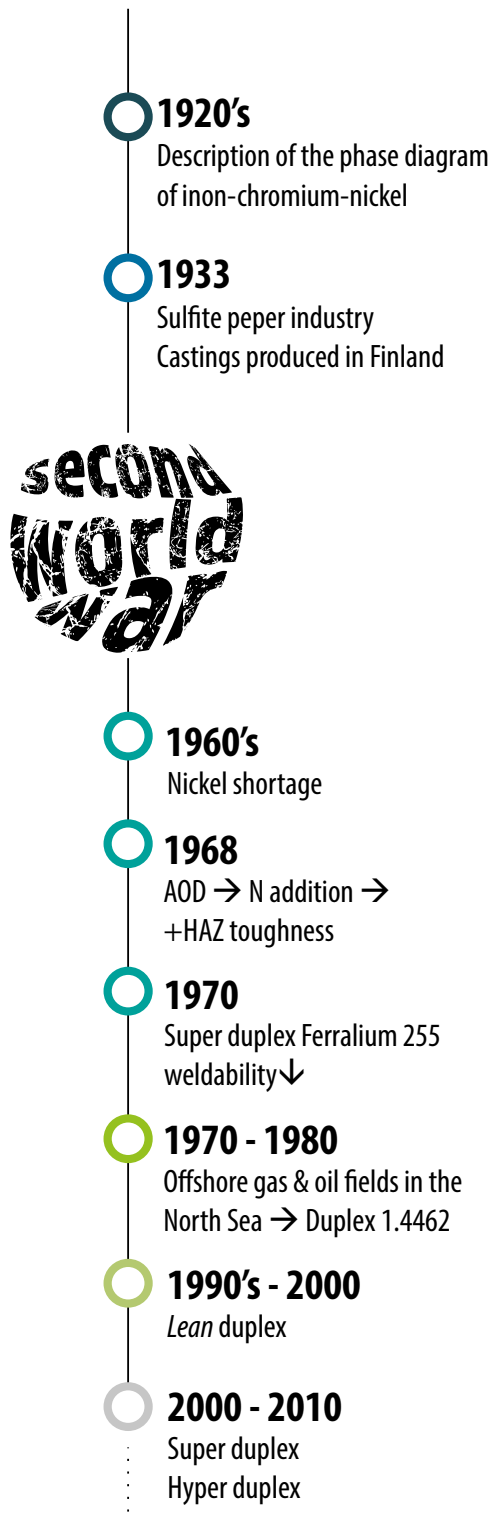 1920's
Description of the phase diagram
of inon-chromium-nickel
1933
Sulfite peper industry
Castings produced in Finland
second
world
war
1960's
Nickel shortage
1968
AOD → N addition →
+HAZ toughness
1970
Super duplex Ferralium 255
weldability↓
1970 - 1980
Offshore gas & oil fields in the
North Sea → Duplex 1.4462
1990's - 2000
Lean duplex
2000 - 2010
Super duplex
Hyper duplex